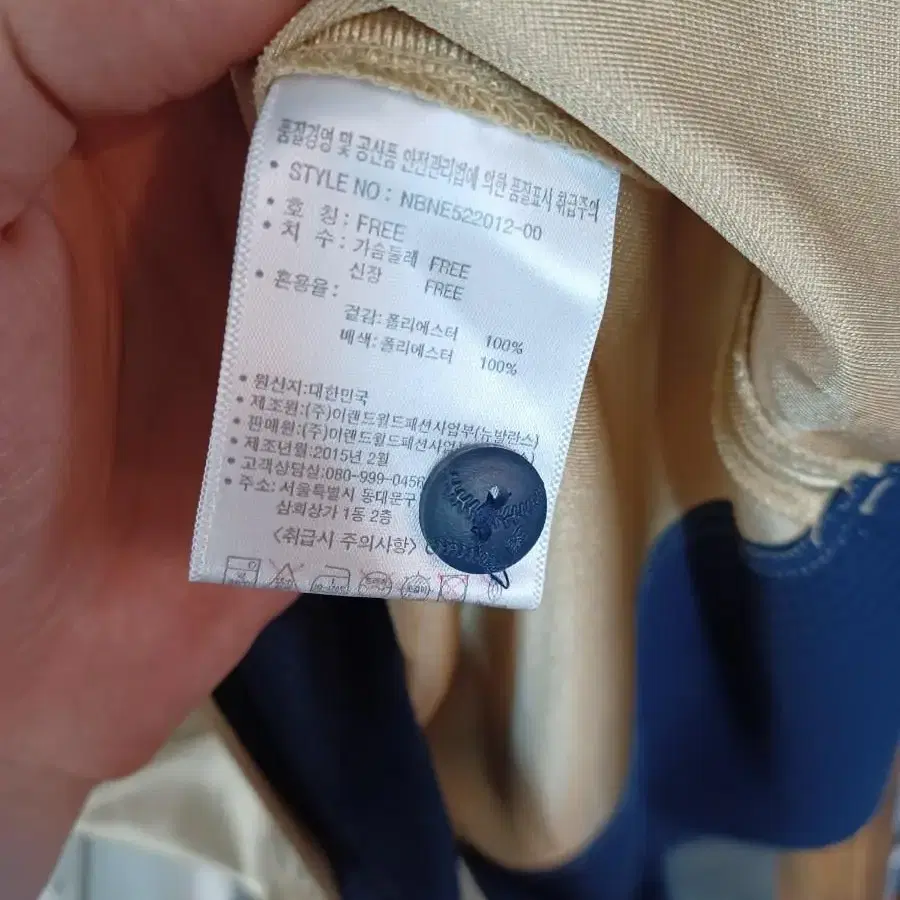 품질경영 및 공산품 안전관리법에 의한 품질표시 취급주의
• STYLE NO : NBNE522012-00
• 호 칭 : FREE
• 치 수 : 가슴둘레 FREE
신장 FREE
• 혼용율 :
겉감: 폴리에스터 100%
배색: 폴리에스터 100%
• 원산지:대한민국
• 제조원:(주)이랜드월드패션사업부(뉴발란스)
• 판매원:(주)이랜드월드패션사업부
• 제조년월:2015년 2월
• 고객상담실:080-999-0456
• 주소: 서울특별시 동대문구
삼희상가 1동 2층
<취급시 주의사항>